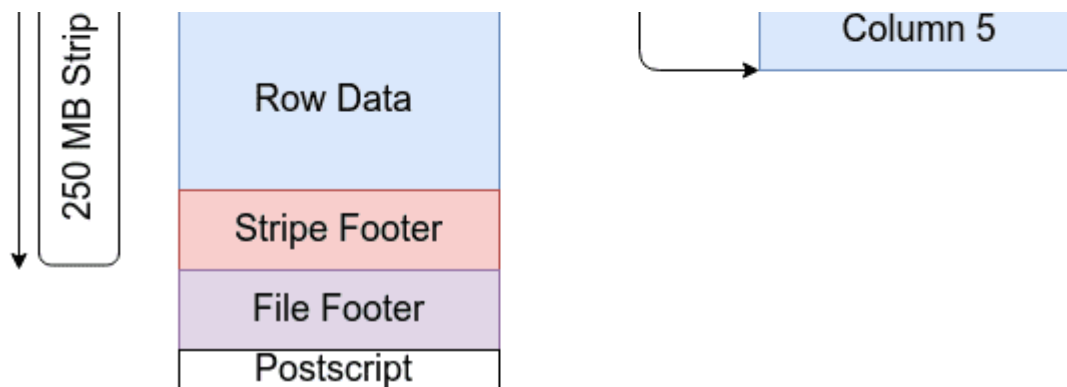 250 MB Strip
Row Data
Stripe Footer
File Footer
Postscript
Column 5